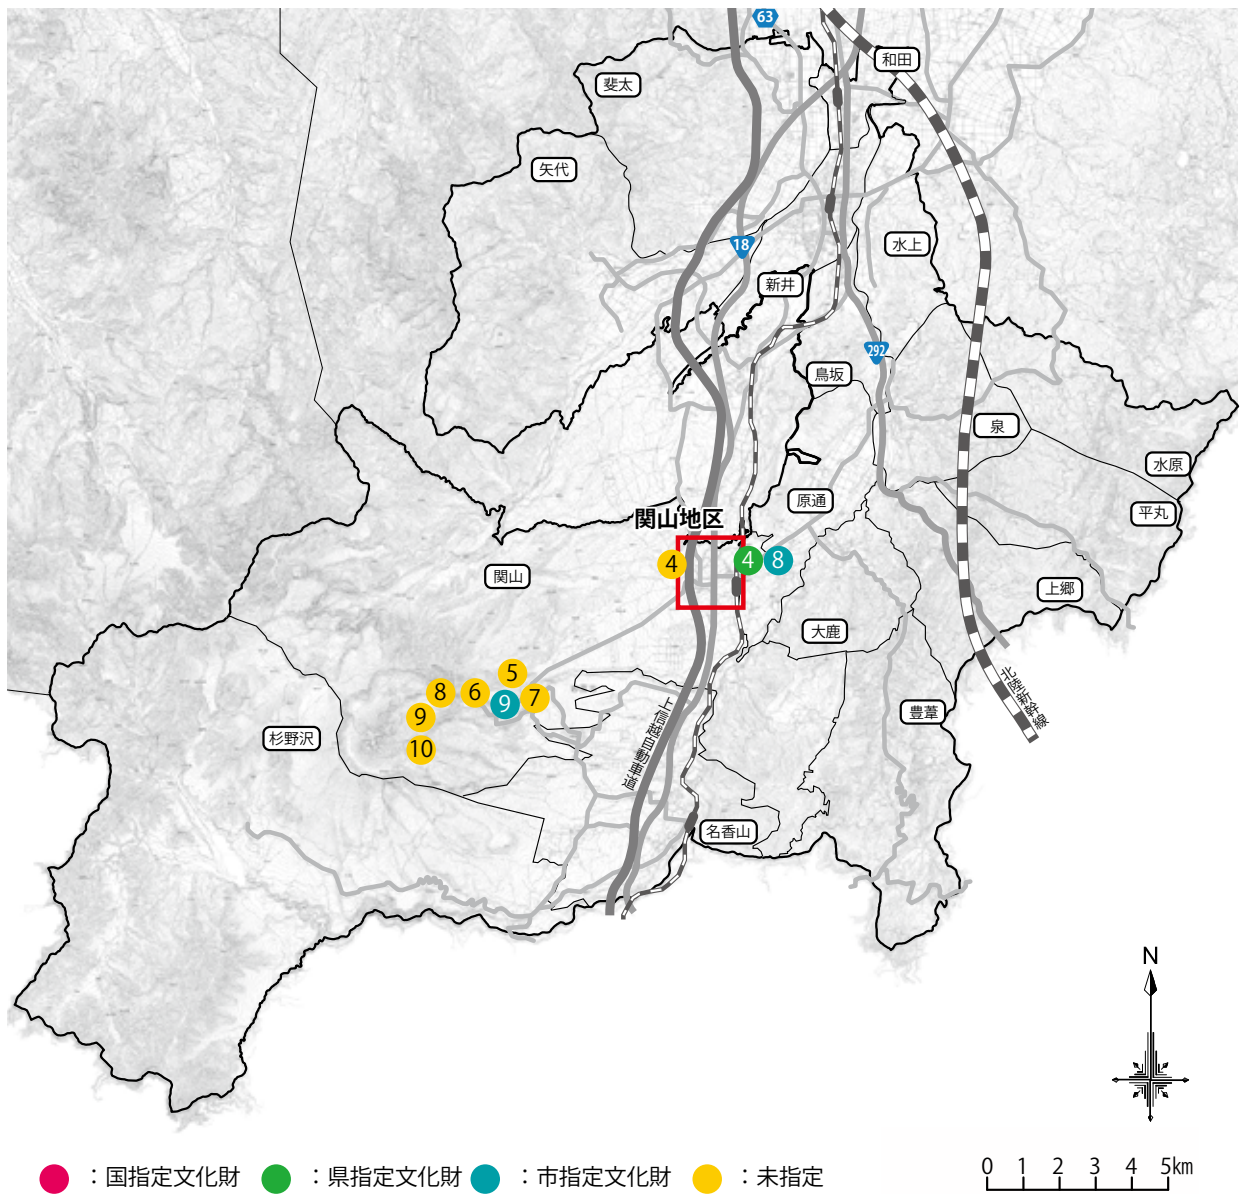 63
和田
斐太
矢代
18
水上
新井
292
鳥坂
泉
水原
原通
平丸
関山地区
4
4
8
関山
上郷
大鹿
5
8
6
7
9
9
10
杉野沢
豊葦
北陸新幹線
上信越自動車道
名香山
N
：国指定文化財
：県指定文化財
：市指定文化財
：未指定
0 1 2 3 4 5km